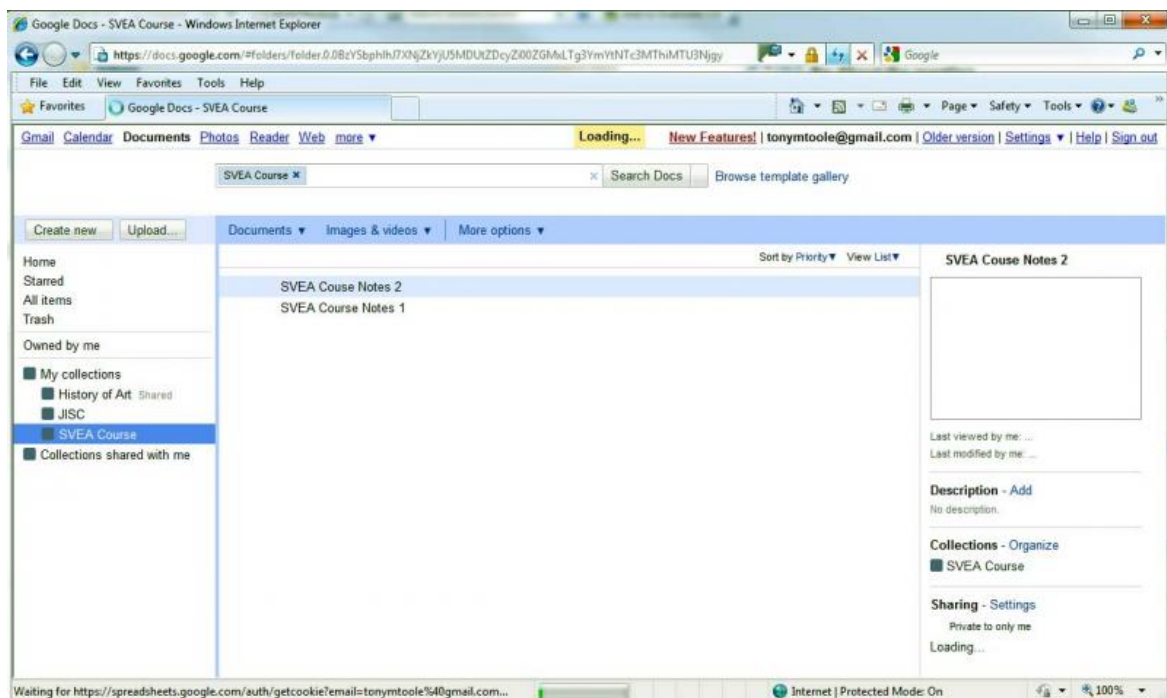 Google Docs - SVEA Course - Windows Internet Explorer
Google
File Edit View Favorites Tools Help
Favorites Google Docs - SVEA Course Page Safety Tools
Gmail Calendar Documents Photos Reader Web more ▼ Loading... New Features! | tonymtoole@gmail.com | Older version | Settings ▼ | Help | Sign out
SVEA Course × × Search Docs Browse template gallery
Create new Upload... Documents ▼ Images & videos ▼ More options ▼
Sort by Priority▼ View List▼
Home
Starred
All items
Trash
Owned by me
My collections
History of Art Shared
JISC
SVEA Course
Collections shared with me
SVEA Couse Notes 2
SVEA Course Notes 1
SVEA Couse Notes 2
Last viewed by me: ...
Last modified by me: ...
Description - Add
No description.
Collections - Organize
SVEA Course
Sharing - Settings
Private to only me
Loading...
Waiting for https://spreadsheets.google.com/auth/getcookie?email=tonymtoole%40gmail.com... Internet | Protected Mode: On 100%